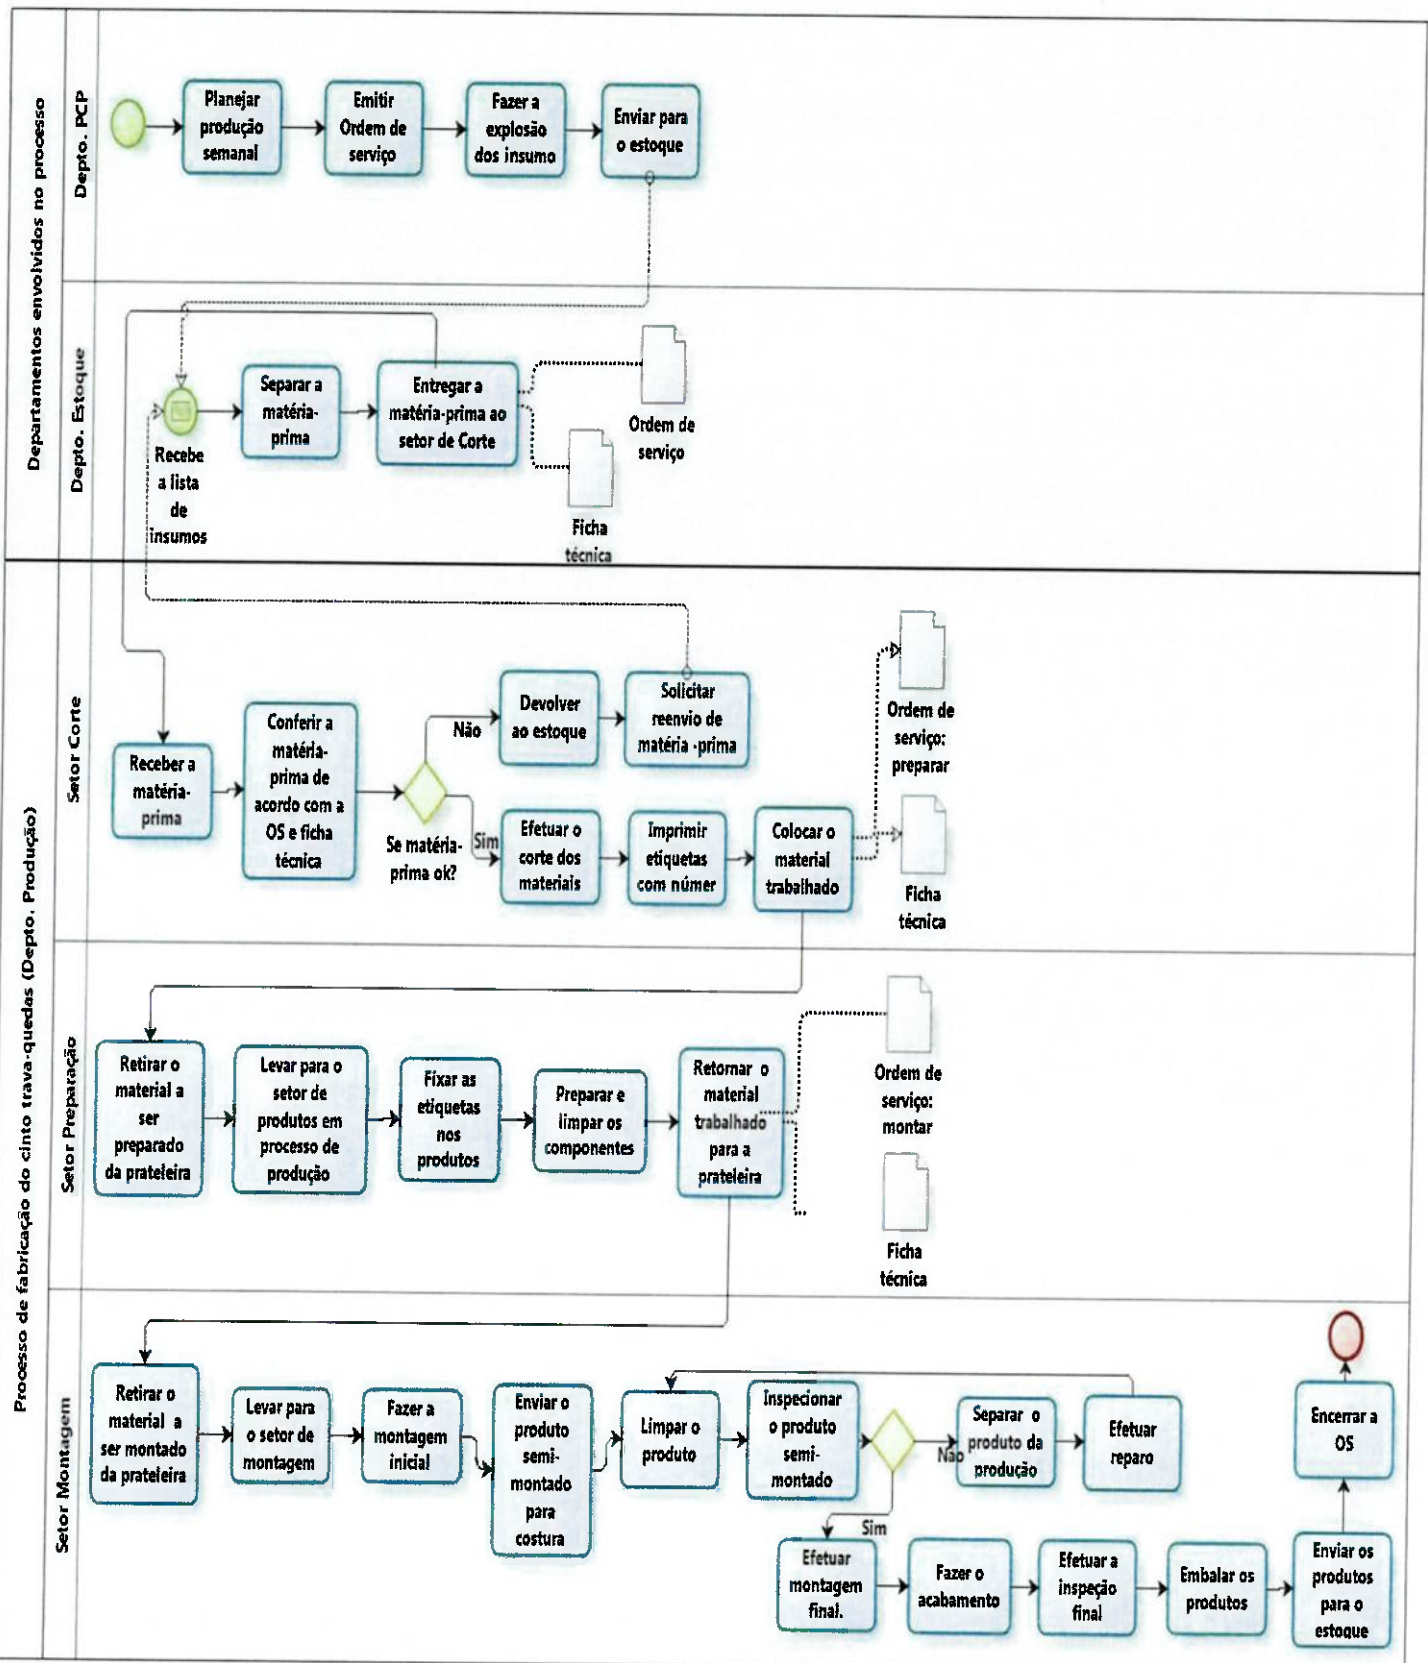 Departamentos envolvidos no processo
Depto. PCP
Planejar
produção
semanal
Emitir
Ordem de
serviço
Fazer a
explosão
dos insumo
Enviar para
o estoque
Depto. Estoque
Recebe
a lista
de
insumos
Separar a
matéria-
prima
Entregar a
matéria-prima ao
setor de Corte
Ordem de
serviço
Ficha
técnica
Processo de fabricação do cinto trava-quedas (Depto. Produção)
Setor Corte
Receber a
matéria-
prima
Conferir a
matéria-
prima de
acordo com a
OS e ficha
técnica
Se matéria-
prima ok?
Não
Devolver
ao estoque
Solicitar
reenvio de
matéria -prima
Sim
Efetuar o
corte dos
materiais
Imprimir
etiquetas
com númer
Colocar o
material
trabalhado
Ordem de
serviço:
preparar
Ficha
técnica
Setor Preparação
Retirar o
material a
ser
preparado
da prateleira
Levar para o
setor de
produtos em
processo de
produção
Fixar as
etiquetas
nos
produtos
Preparar e
limpar os
componentes
Retornar o
material
trabalhado
para a
prateleira
Ordem de
serviço:
montar
Ficha
técnica
Setor Montagem
Retirar o
material a
ser montado
da prateleira
Levar para
o setor de
montagem
Fazer a
montagem
inicial
Enviar o
produto
semi-
montado
para
costura
Limpar o
produto
Inspecionar
o produto
semi-
montado
Não
Separar o
produto da
produção
Efetuar
reparo
Sim
Efetuar
montagem
final.
Fazer o
acabamento
Efetuar a
inspeção
final
Embalar os
produtos
Enviar os
produtos
para o
estoque
Encerrar a
OS